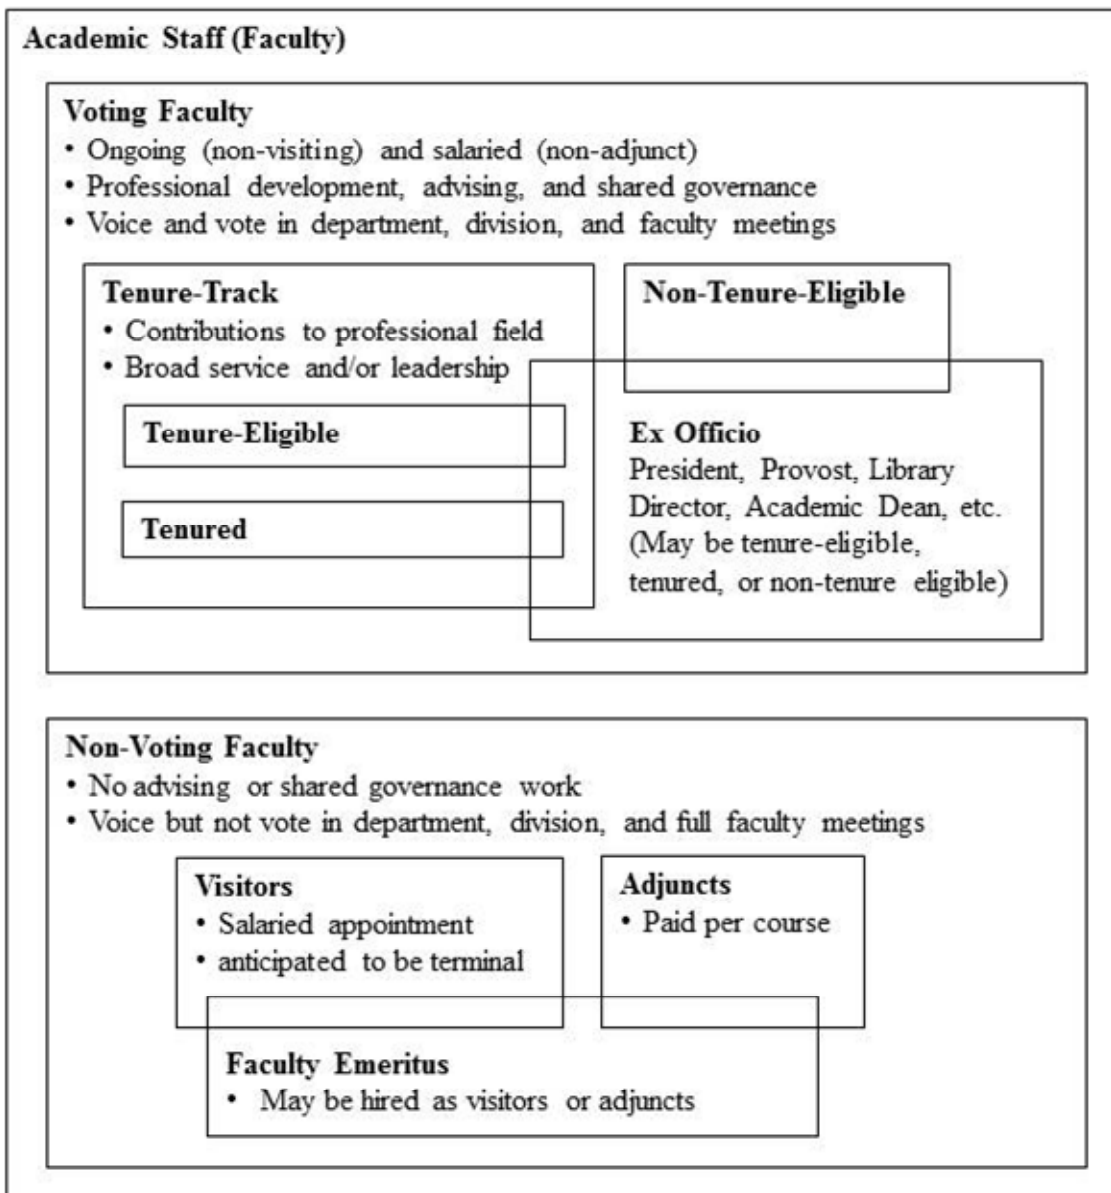 Academic Staff (Faculty)
Voting Faculty
• Ongoing (non-visiting) and salaried (non-adjunct)
• Professional development, advising, and shared governance
• Voice and vote in department, division, and faculty meetings
Tenure-Track
• Contributions to professional field
• Broad service and/or leadership
Tenure-Eligible
Tenured
Non-Tenure-Eligible
Ex Officio
President, Provost, Library
Director, Academic Dean, etc.
(May be tenure-eligible,
tenured, or non-tenure eligible)
Non-Voting Faculty
• No advising or shared governance work
• Voice but not vote in department, division, and full faculty meetings
Visitors
• Salaried appointment
• anticipated to be terminal
Adjuncts
• Paid per course
Faculty Emeritus
• May be hired as visitors or adjuncts